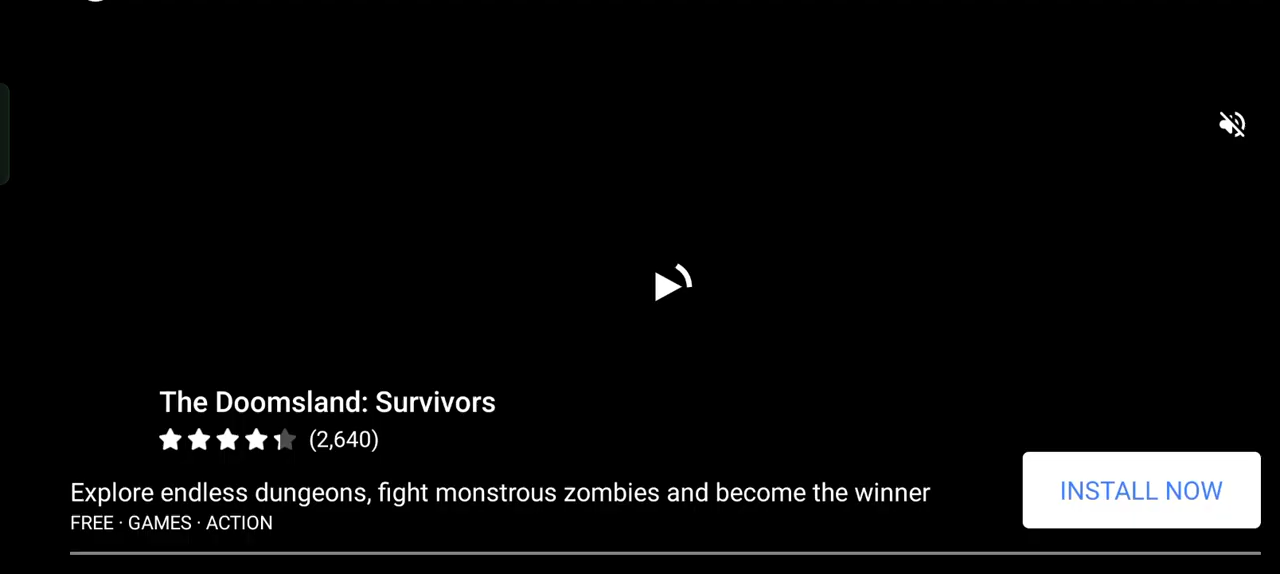 The Doomsland: Survivors
(2,640)
Explore endless dungeons, fight monstrous zombies and become the winner
INSTALL NOW
FREE · GAMES · ACTION